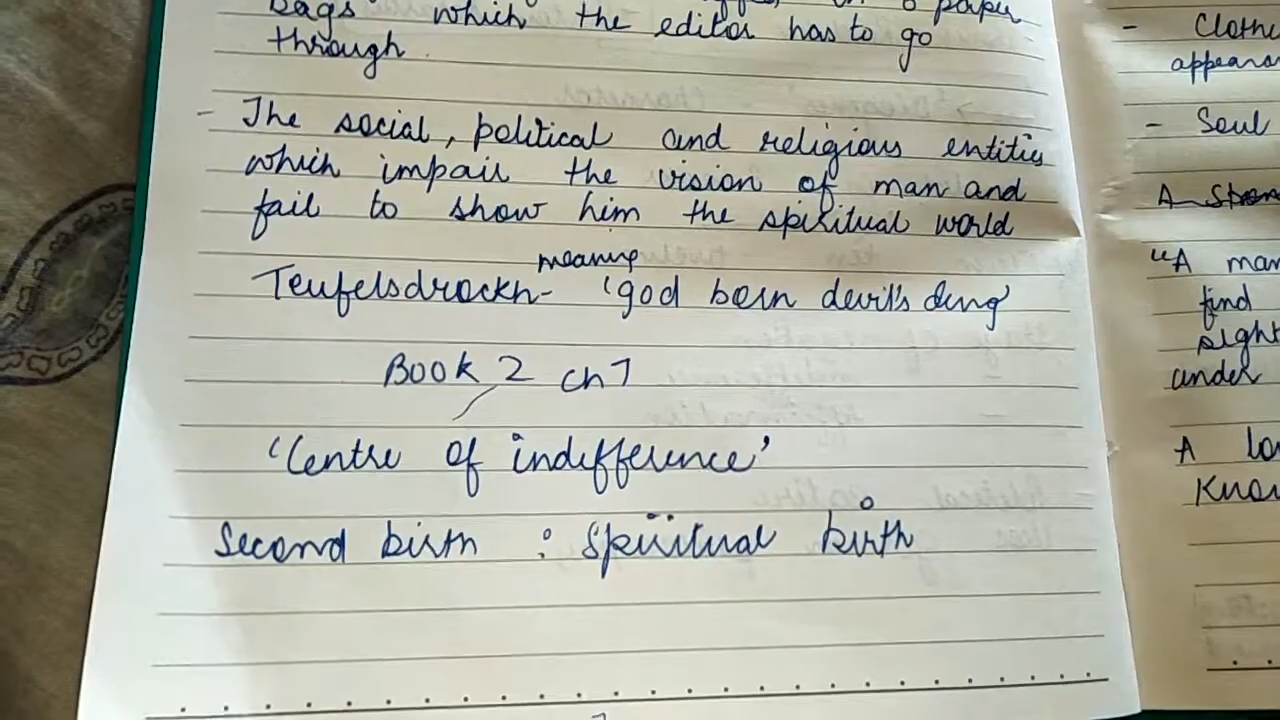 bags" which the editor has to go
through.
- The social, political and religious entities
which impair the vision of man and
fail to show him the spiritual world
meaning
Teufelsdrockh- 'god born devil's dung'
Book 2 ch 7
'Centre of indifference'
Second birth : Spiritual birth
- Clothe
appeara
- Soul
"A man
find
sight
under
A
Know